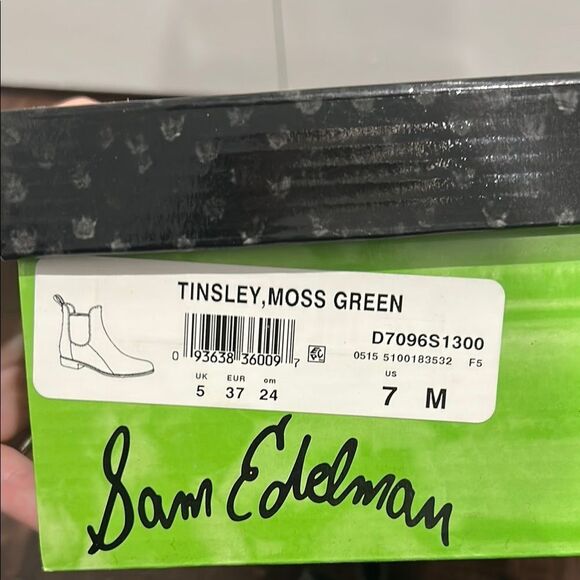 TINSLEY,MOSS GREEN
D7096S1300
0 93638 36009 7
0515 5100183532 F5
UK EUR cm US
5 37 24 7 M
Sam Edelman